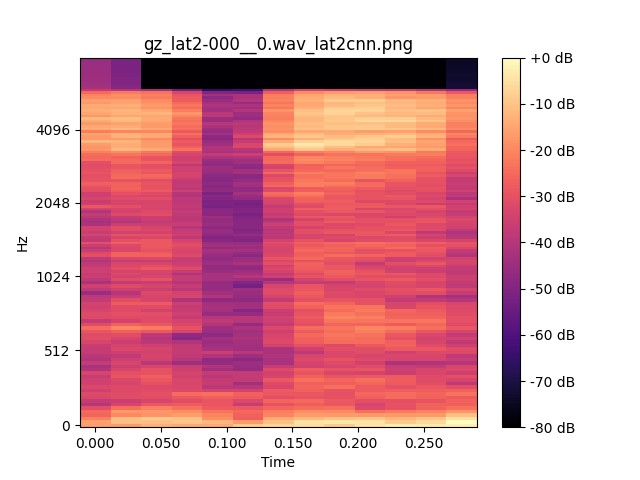 gz_lat2-000__0.wav_lat2cnn.png
+0 dB
-10 dB
-20 dB
-30 dB
-40 dB
-50 dB
-60 dB
-70 dB
-80 dB
Hz
4096
2048
1024
512
0
0.000 0.050 0.100 0.150 0.200 0.250
Time